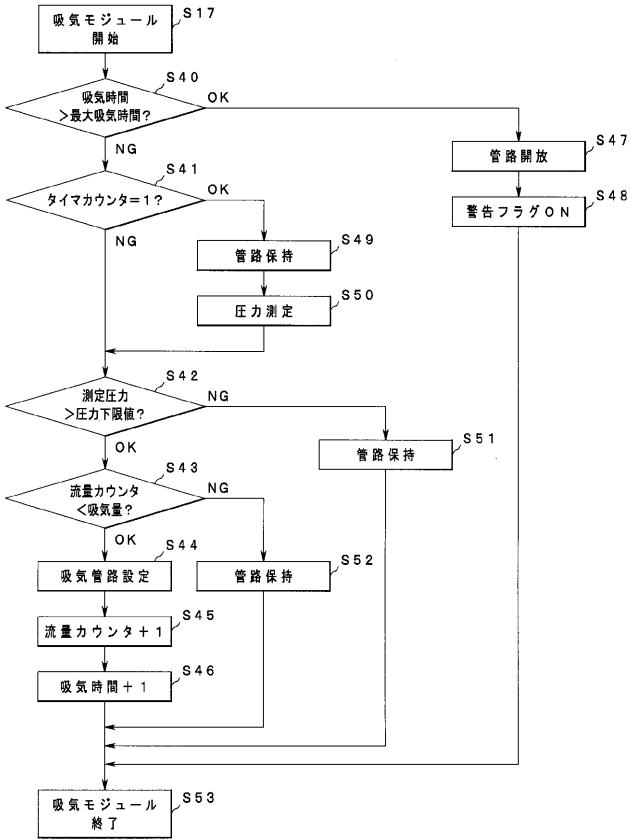 吸気モジュール
開始
S17
S40
吸気時間
>最大吸気時間?
OK
NG
S47
管路開放
S41
タイマカウンタ=1?
OK
NG
S48
警告フラグON
S49
管路保持
S50
圧力測定
S42
測定圧力
>圧力下限値?
NG
OK
S51
管路保持
S43
流量カウンタ
<吸気量?
NG
OK
S44
吸気管路設定
S52
管路保持
S45
流量カウンタ+1
S46
吸気時間+1
S53
吸気モジュール
終了